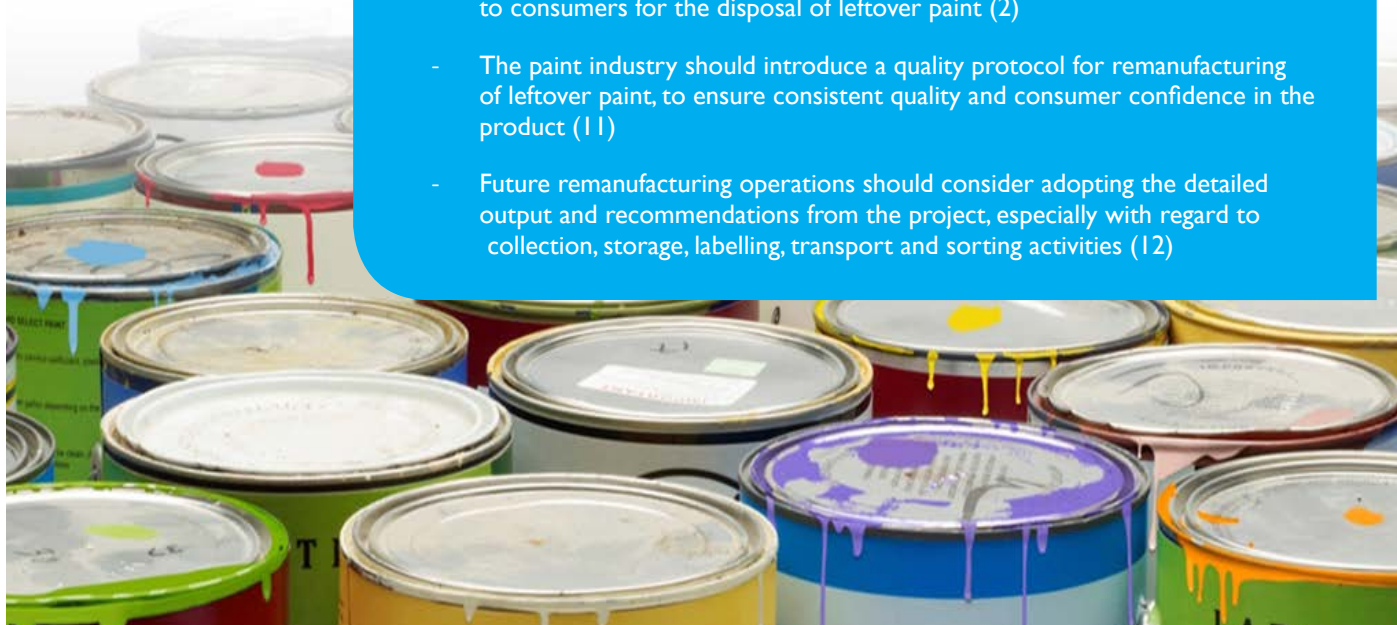 to consumers for the disposal of leftover paint (2)
- The paint industry should introduce a quality protocol for remanufacturing
of leftover paint, to ensure consistent quality and consumer confidence in the
product (11)
- Future remanufacturing operations should consider adopting the detailed
output and recommendations from the project, especially with regard to
collection, storage, labelling, transport and sorting activities (12)